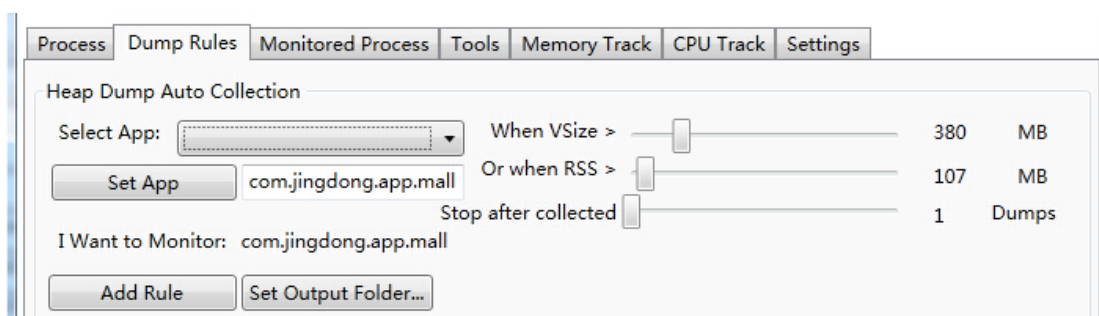 Process Dump Rules Monitored Process Tools Memory Track CPU Track Settings
Heap Dump Auto Collection
Select App: When VSize > 380 MB
Set App com.jingdong.app.mall Or when RSS > 107 MB
Stop after collected 1 Dumps
I Want to Monitor: com.jingdong.app.mall
Add Rule Set Output Folder...